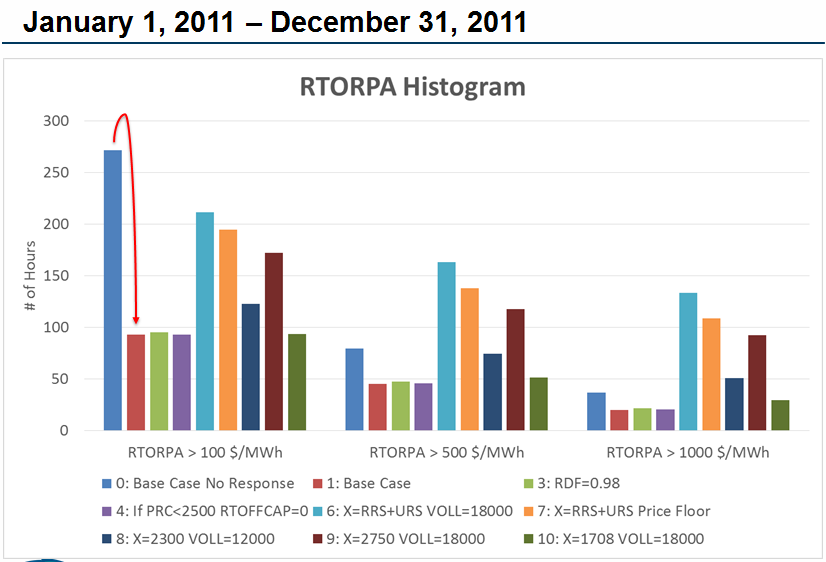 January 1, 2011 – December 31, 2011
RTORPA Histogram
300
250
200
150
100
50
0
# of Hours
RTORPA > 100 $/MWh RTORPA > 500 $/MWh RTORPA > 1000 $/MWh
0: Base Case No Response 1: Base Case 3: RDF=0.98
4: If PRC<2500 RTOFFCAP=0 6: X=RRS+URS VOLL=18000 7: X=RRS+URS Price Floor
8: X=2300 VOLL=12000 9: X=2750 VOLL=18000 10: X=1708 VOLL=18000